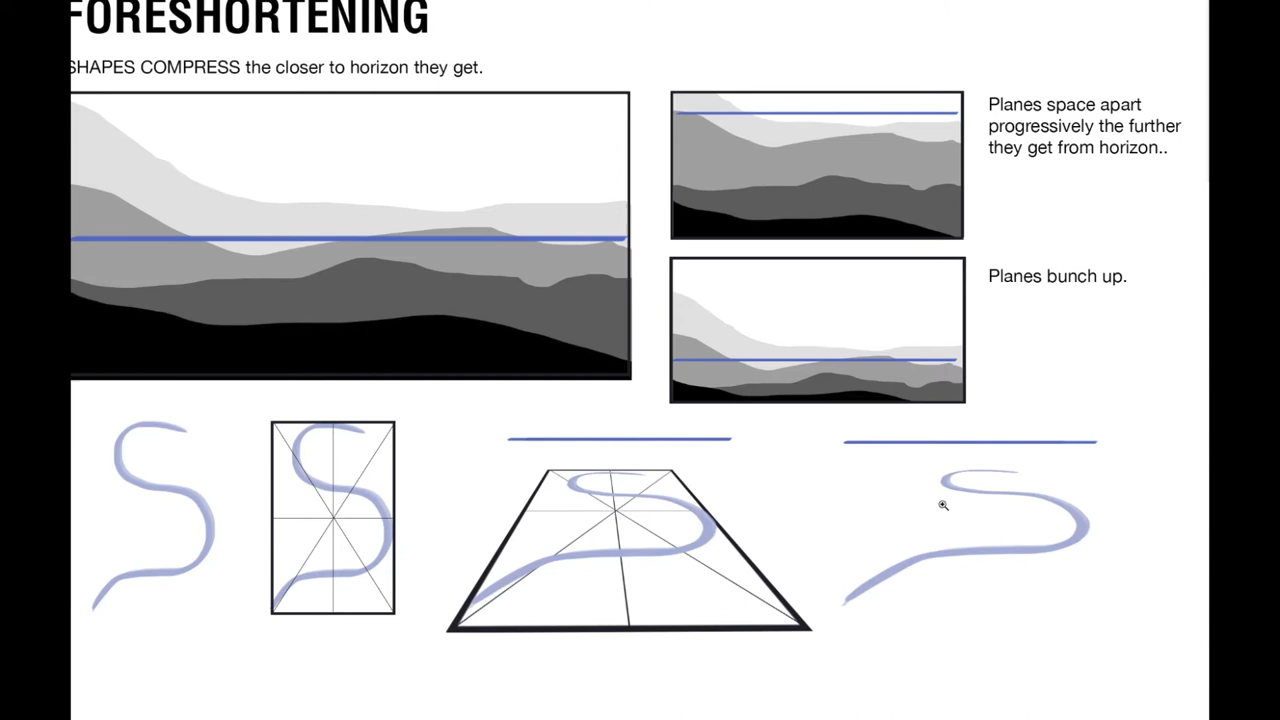 FORESHORTENING
SHAPES COMPRESS the closer to horizon they get.
Planes space apart
progressively the further
they get from horizon..
Planes bunch up.